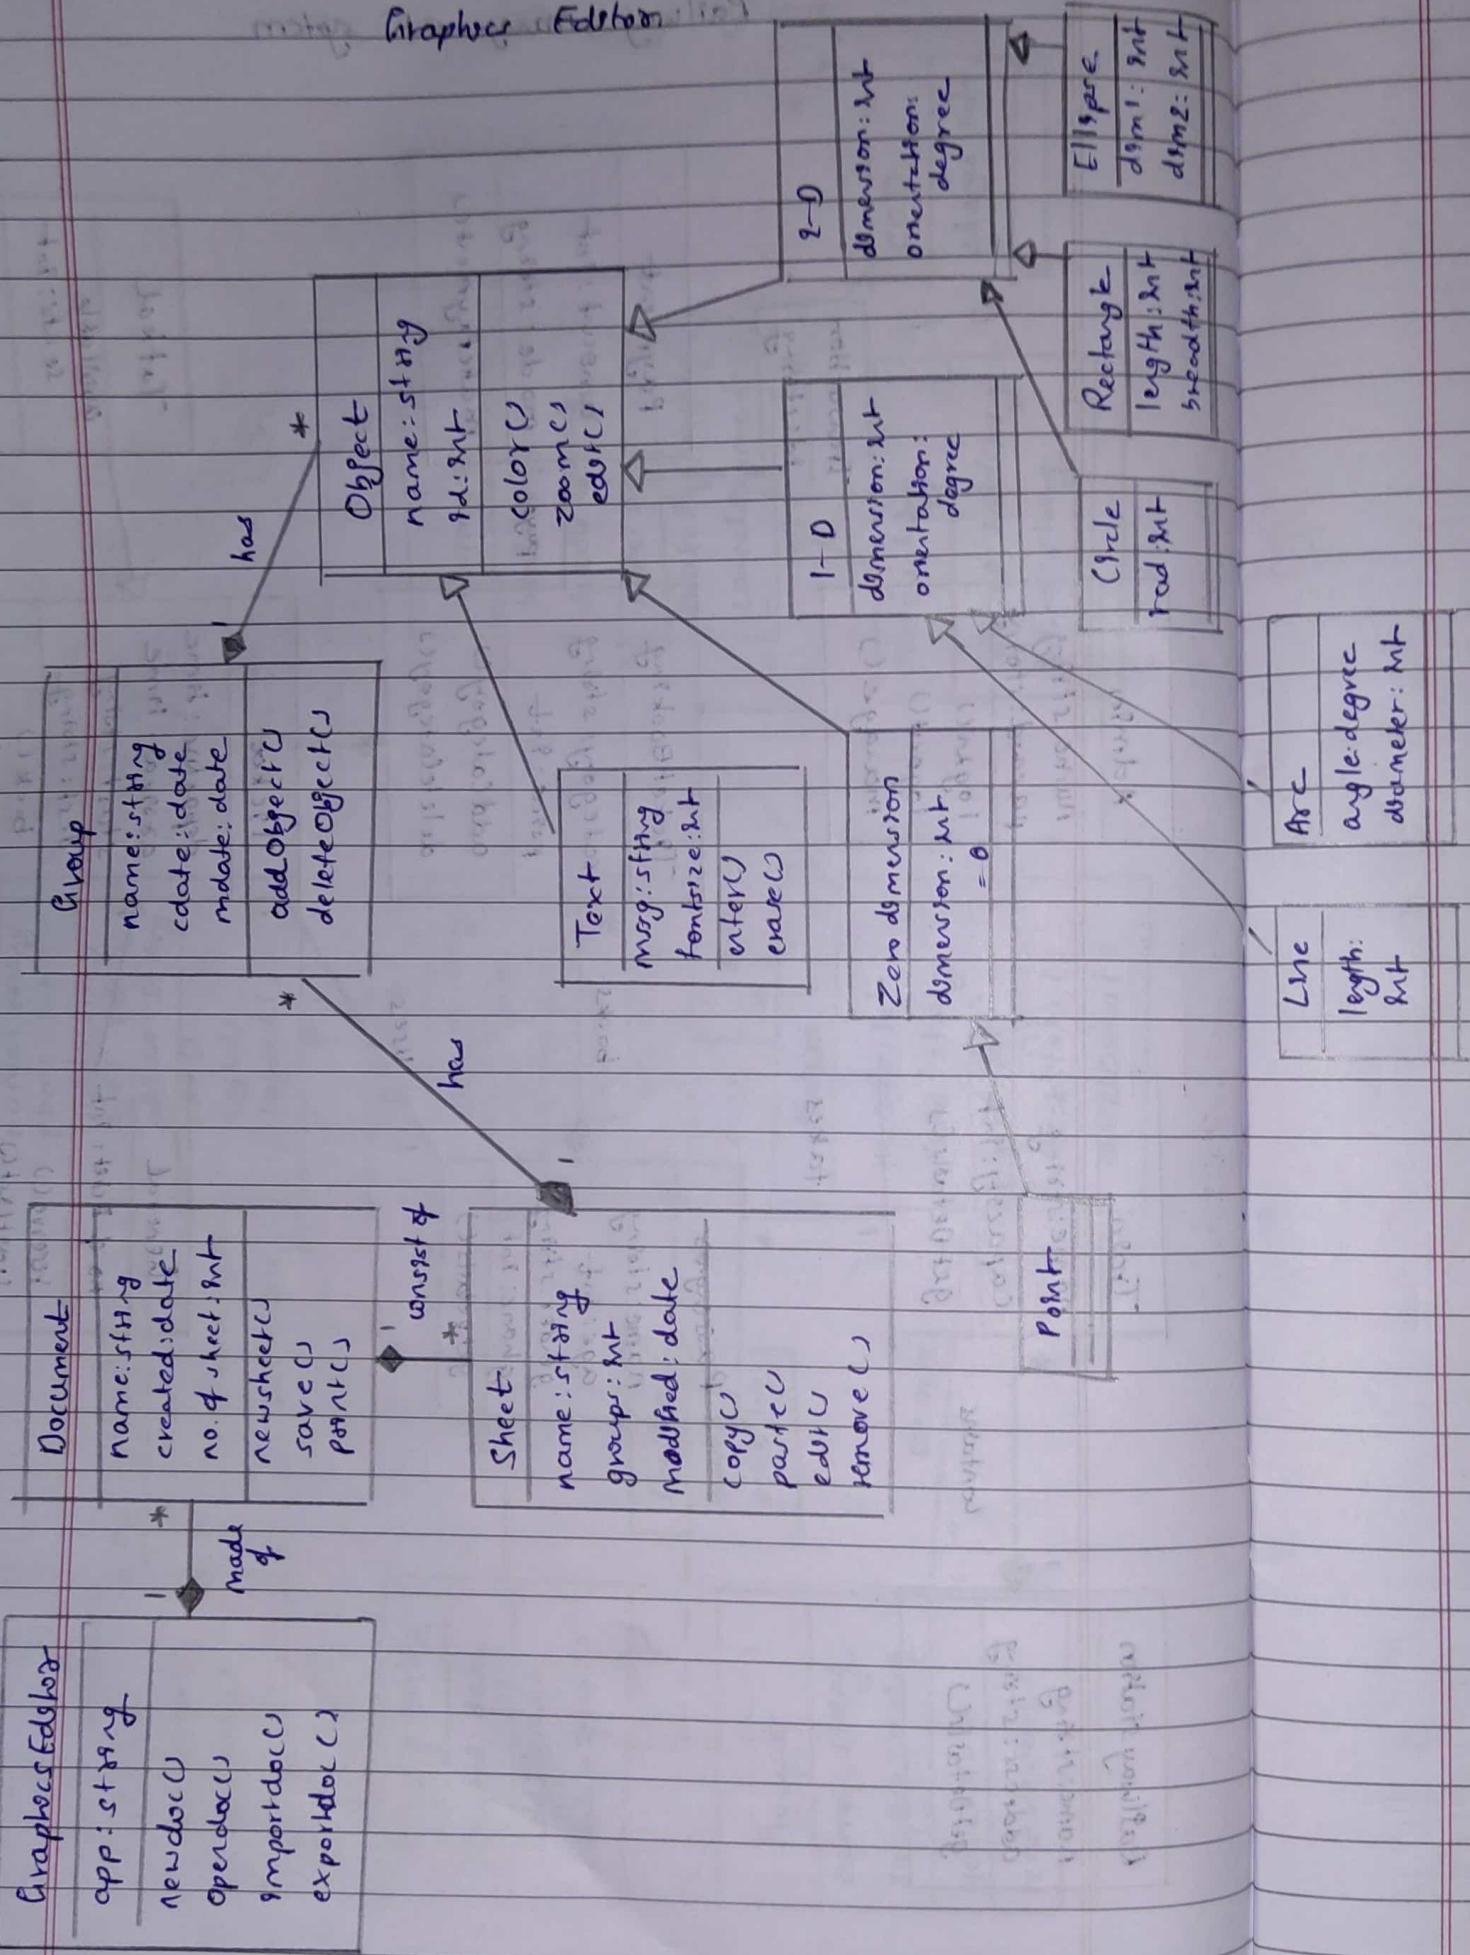 Graphics Editor
GraphicsEditor
app: string
newdoc()
opendoc()
importdoc()
exportdoc()
1
*
made
of
Document
name: string
created: date
no. of sheet: int
newsheet()
save()
print()
1
*
consist of
Sheet
name: string
groups: int
modified: date
copy()
paste()
edit()
remove()
1
*
has
Group
name: string
cdate: date
mdate: date
addObject()
deleteObject()
1
*
has
Object
name: string
id: int
color()
zoom()
edit()
Text
msg: string
fontsize: int
enter()
erase()
Zero dimension
dimension: int
= 0
Point
1-D
dimension: int
orientation:
degree
2-D
dimension: int
orientation:
degree
Line
length:
int
Arc
angle: degree
diameter: int
Circle
rad: int
Rectangle
length: int
breadth: int
Ellipse
dim1: int
dim2: int